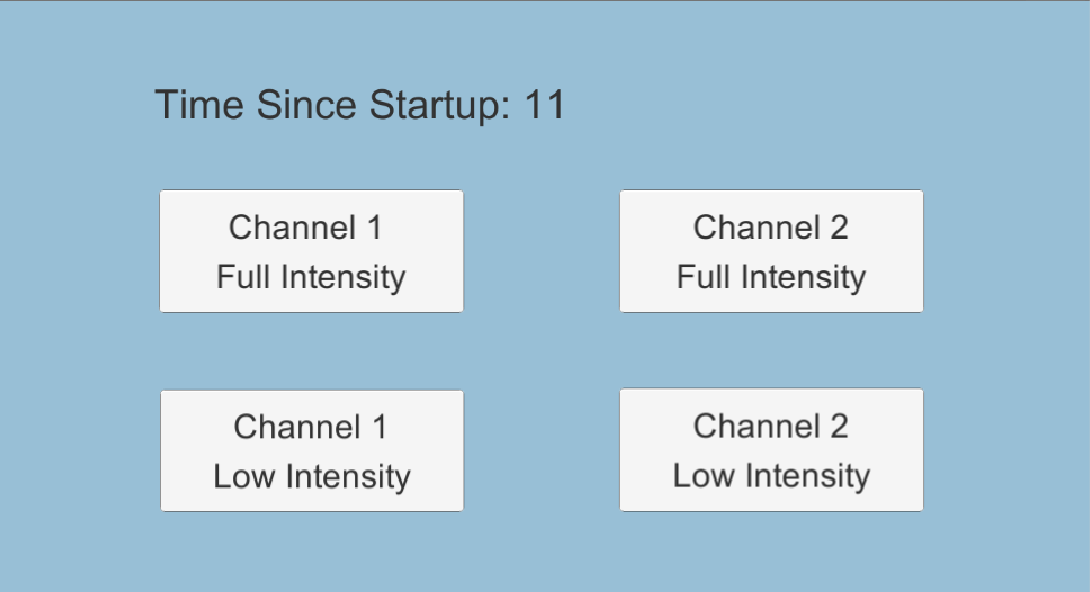 Time Since Startup: 11
Channel 1
Full Intensity
Channel 2
Full Intensity
Channel 1
Low Intensity
Channel 2
Low Intensity